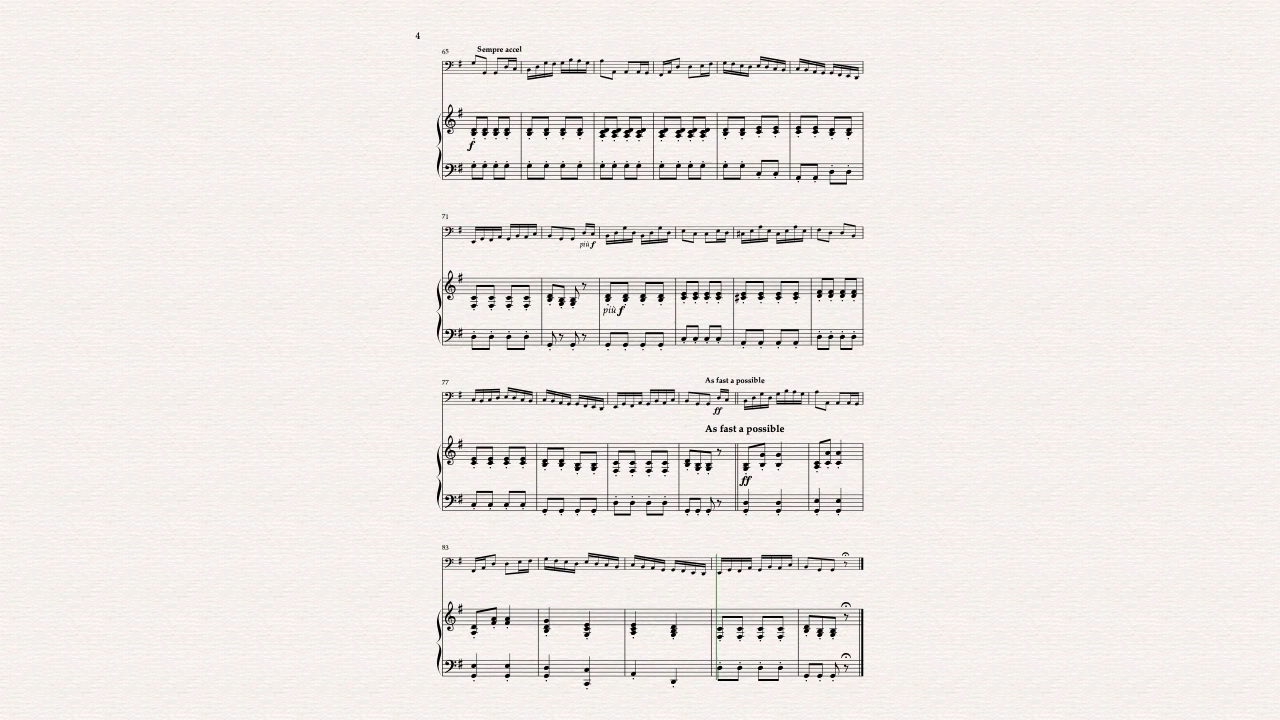 4
65
Sempre accel
f
71
più f
più f
77
As fast a possible
ff
As fast a possible
ff
83